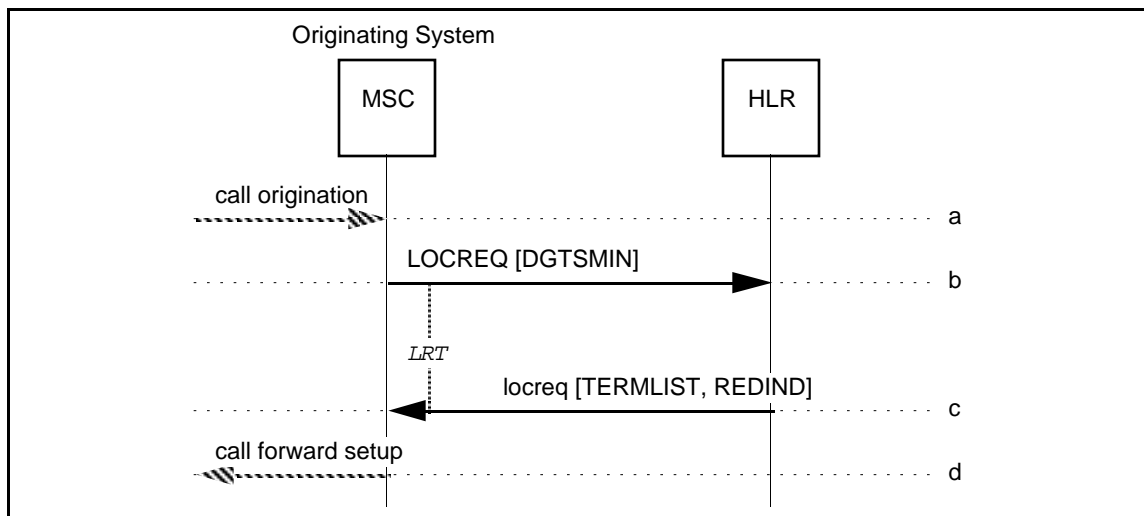 Originating System
MSC
HLR
call origination
a
LOCREQ [DGTSMIN]
b
LRT
locreq [TERMLIST, REDIND]
c
call forward setup
d